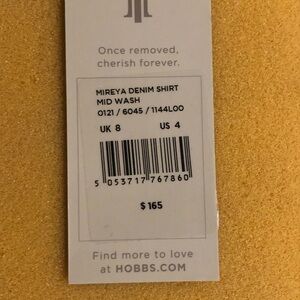 Once removed,
cherish forever.
MIREYA DENIM SHIRT
MID WASH
0121 / 6045 / 1144L00
UK 8 US 4
5 053717 767860
$ 165
Find more to love
at HOBBS.COM